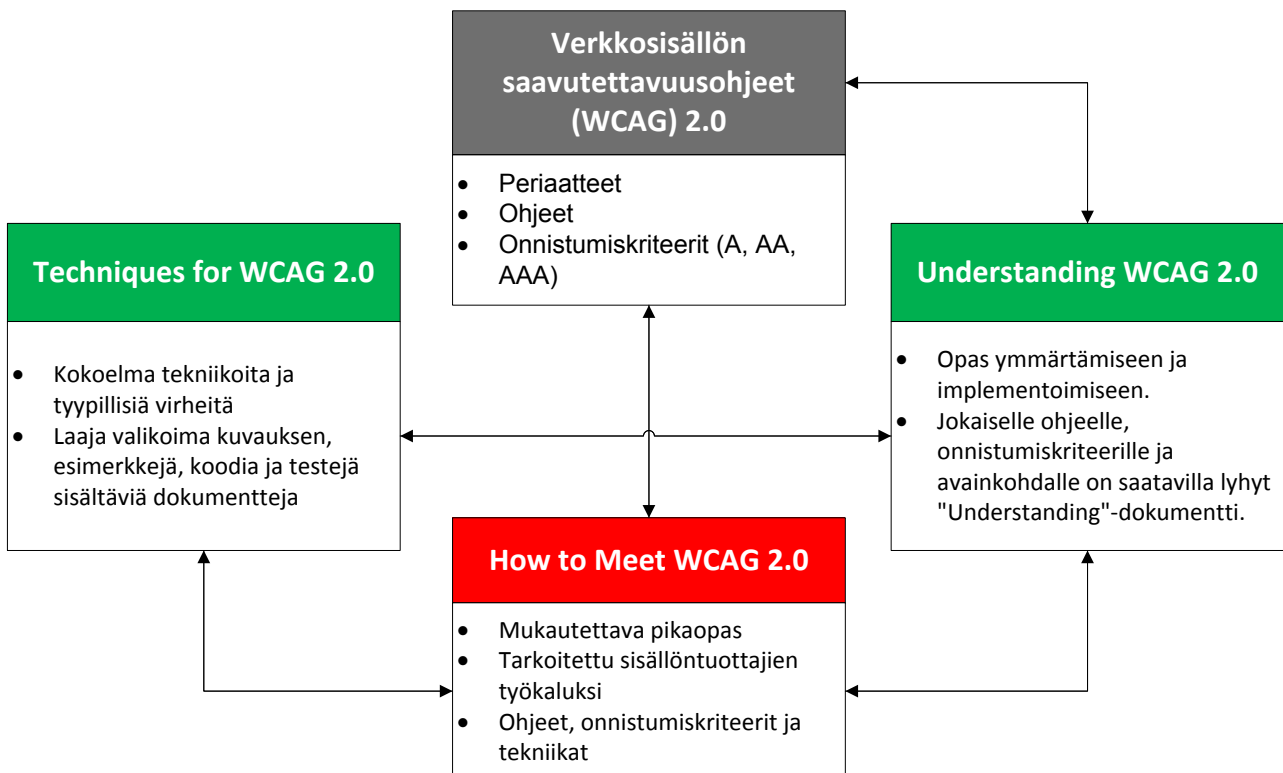 Verkkosisällön
saavutettavuusohjeet
(WCAG) 2.0
• Periaatteet
• Ohjeet
• Onnistumiskriteerit (A, AA,
AAA)
Techniques for WCAG 2.0
• Kokoelma tekniikoita ja
tyypillisiä virheitä
• Laaja valikoima kuvauksen,
esimerkkejä, koodia ja testejä
sisältäviä dokumentteja
Understanding WCAG 2.0
• Opas ymmärtämiseen ja
implementoimiseen.
• Jokaiselle ohjeelle,
onnistumiskriteerille ja
avainkohdalle on saatavilla lyhyt
"Understanding"-dokumentti.
How to Meet WCAG 2.0
• Mukautettava pikaopas
• Tarkoitettu sisällöntuottajien
työkaluksi
• Ohjeet, onnistumiskriteerit ja
tekniikat